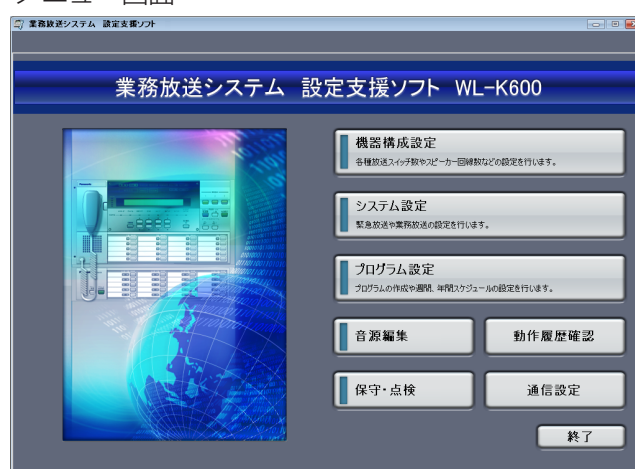 メニュー画面
業務放送システム 設定支援ソフト
業務放送システム 設定支援ソフト WL-K600
機器構成設定
各種放送スイッチ数やスピーカー回線数などの設定を行います。
システム設定
緊急放送や業務放送の設定を行います。
プログラム設定
プログラムの作成や週間、年間スケジュールの設定を行います。
音源編集
動作履歴確認
保守・点検
通信設定
終了
Panasonic